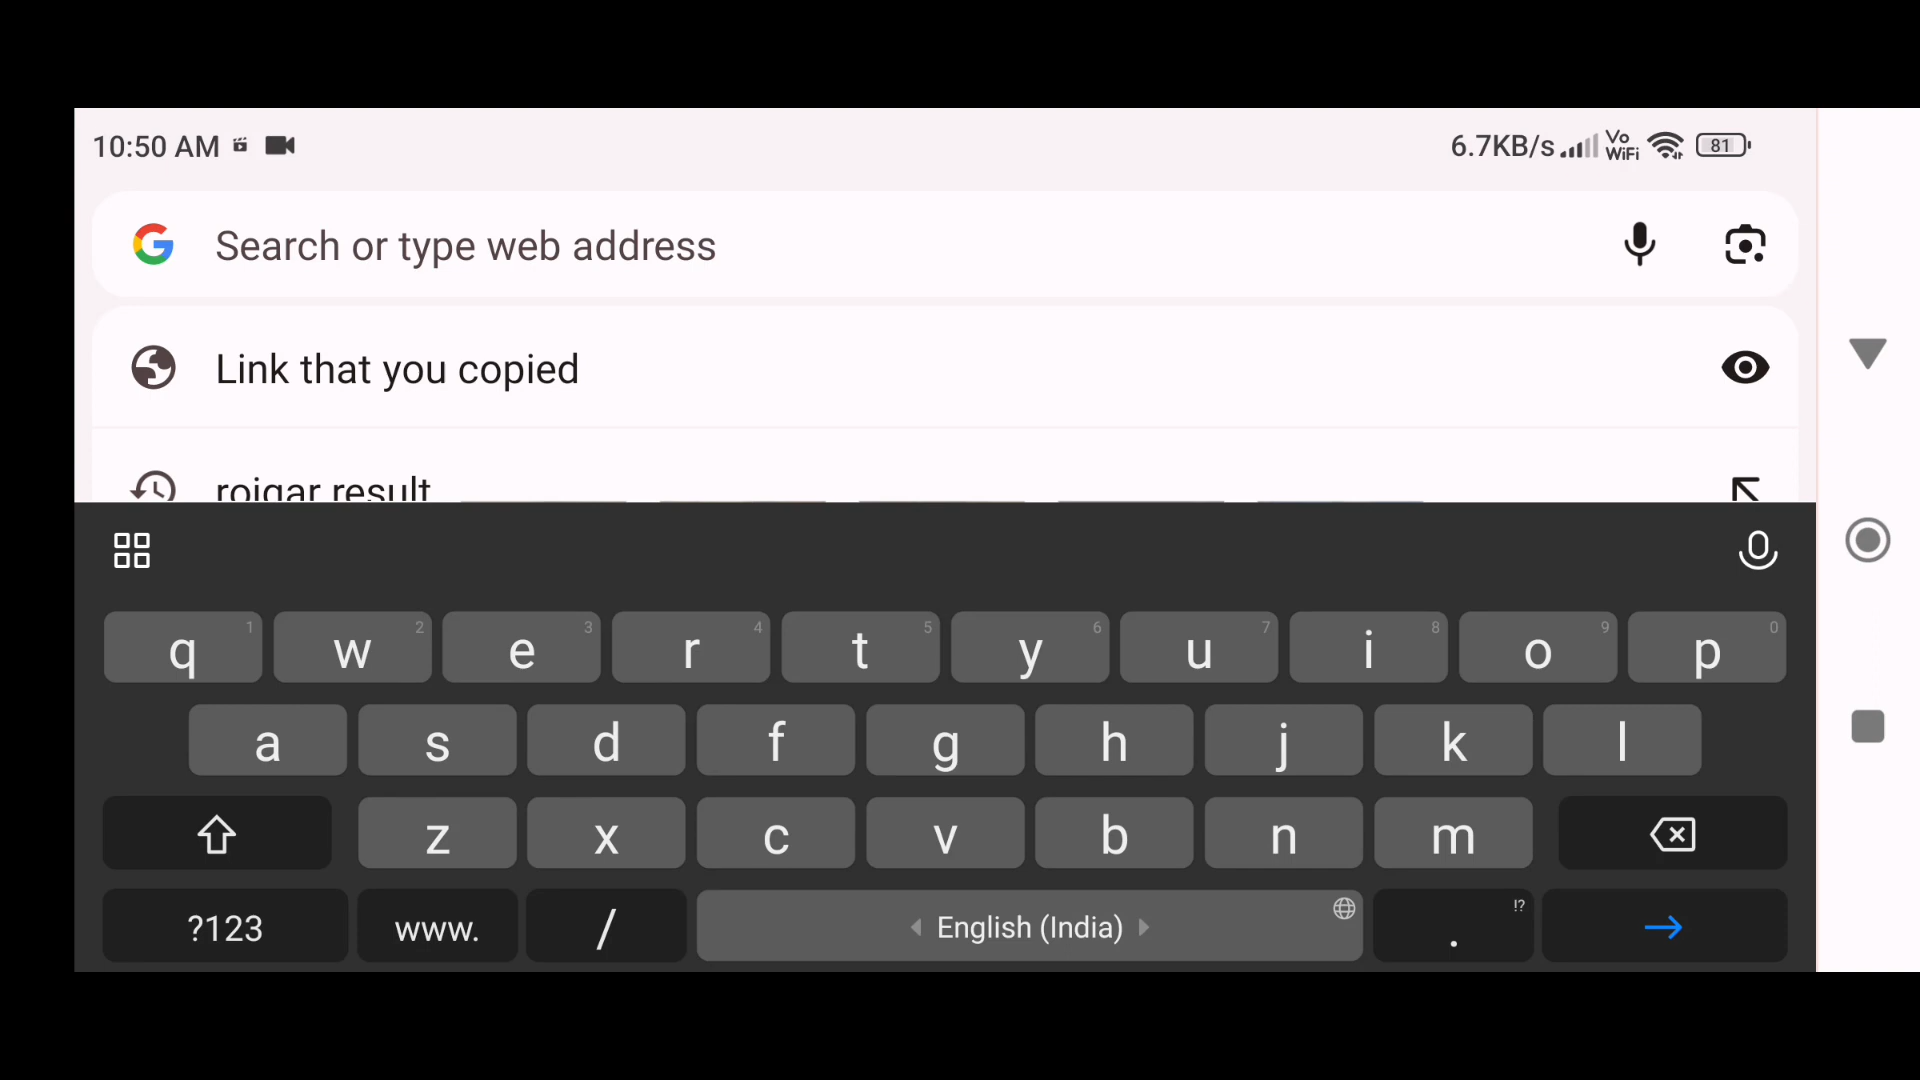 10:50 AM
6.7KB/s Vo WiFi 81
Search or type web address
Link that you copied
rojgar result
q 1 w 2 e 3 r 4 t 5 y 6 u 7 i 8 o 9 p 0
a s d f g h j k l
z x c v b n m
?123 www. / English (India) . !?